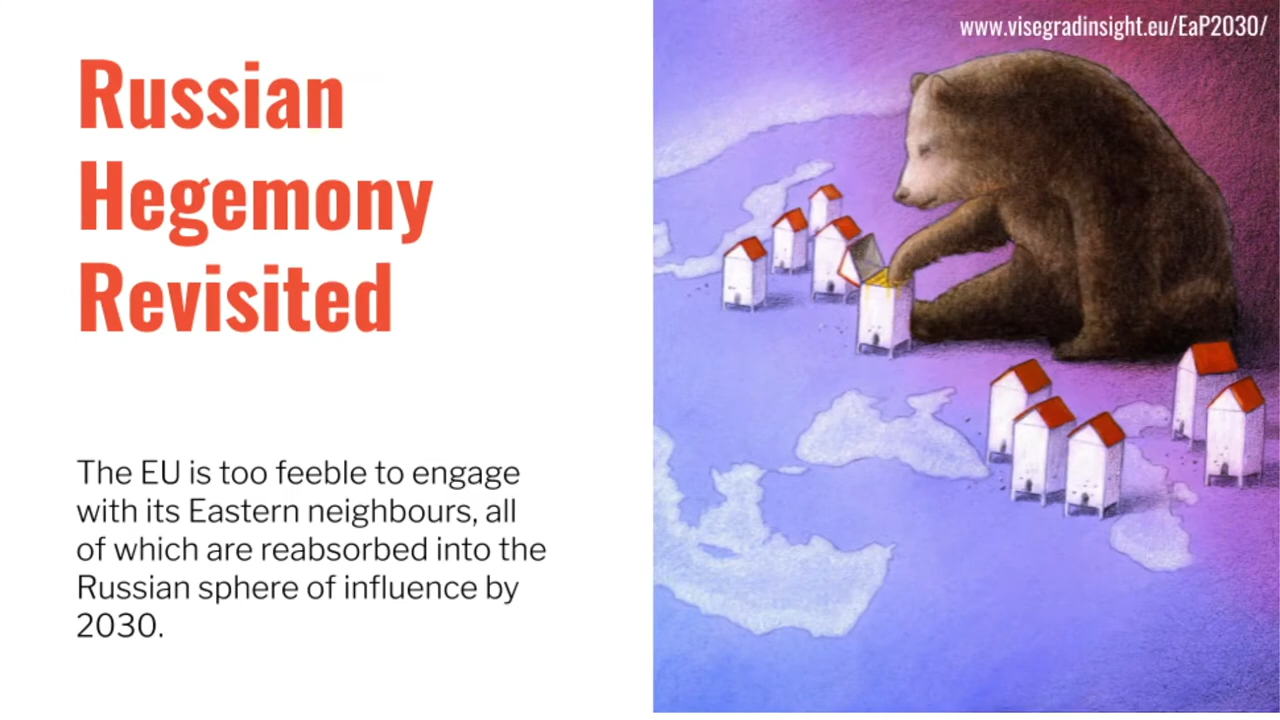 www.visegradinsight.eu/EaP2030/
Russian
Hegemony
Revisited
The EU is too feeble to engage
with its Eastern neighbours, all
of which are reabsorbed into the
Russian sphere of influence by
2030.